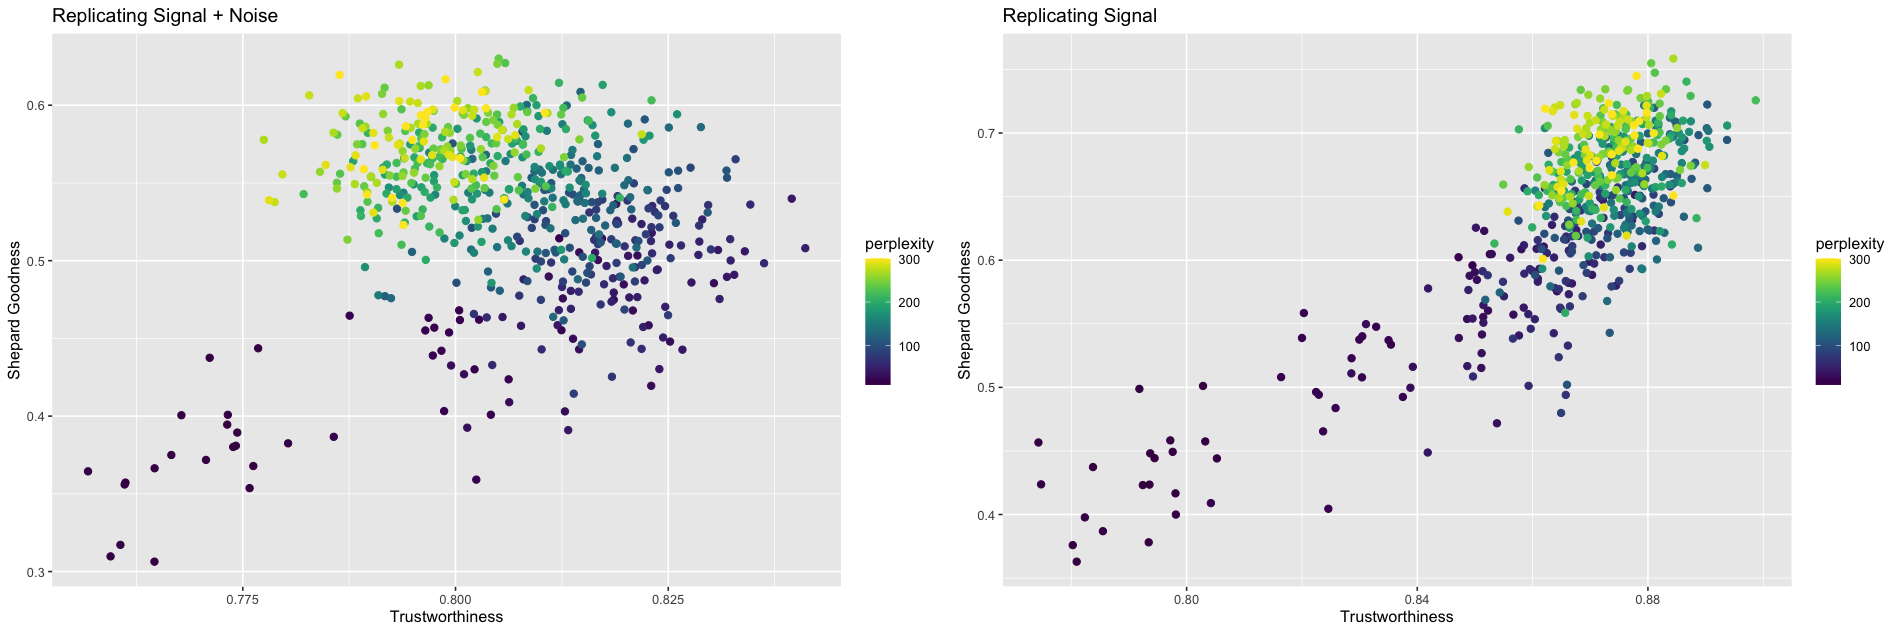 Replicating Signal + Noise
Shepard Goodness
0.6
0.5
0.4
0.3
0.775
0.800
0.825
Trustworthiness
perplexity
300
200
100
Replicating Signal
Shepard Goodness
0.7
0.6
0.5
0.4
0.80
0.84
0.88
Trustworthiness
perplexity
300
200
100